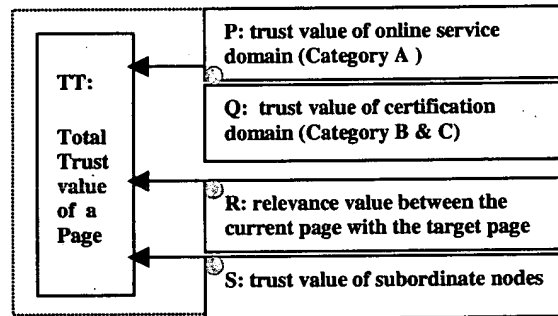 TT:
Total
Trust
value
of a
Page
P: trust value of online service
domain (Category A )
Q: trust value of certification
domain (Category B & C)
R: relevance value between the
current page with the target page
S: trust value of subordinate nodes